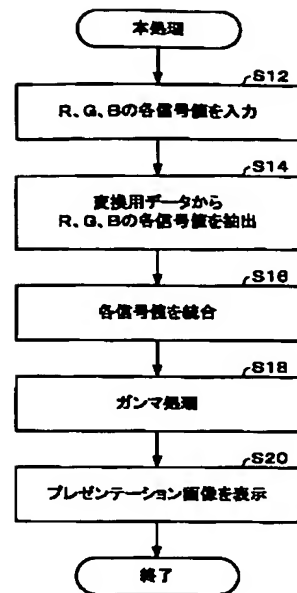 本処理
S12
R、G、Bの各信号値を入力
S14
変換用データから
R、G、Bの各信号値を抽出
S16
各信号値を統合
S18
ガンマ処理
S20
プレゼンテーション画像を表示
終了